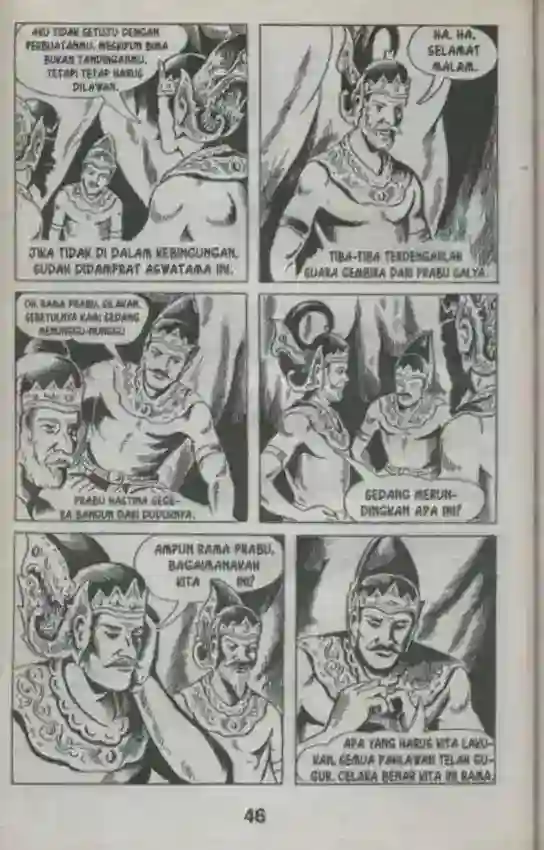 AKU TIDAK SETUJU DENGAN
PERBUATANMU. MESKIPUN BIMA
BUKAN TANDINGANMU,
TETAPI TETAP HARUS
DILAWAN.
JIKA TIDAK DI DALAM KEBINGUNGAN,
SUDAH DIDAMPRAT ASWATAMA INI.
HA, HA,
SELAMAT
MALAM.
TIBA-TIBA TERDENGARLAH
SUARA GEMBIRA DARI PRABU SALYA.
OH, RAMA PRABU, SILAKAN.
SEBETULNYA KAMI SEDANG
MENUNGGU-NUNGGU
PRABU HASTINA SEGE-
RA BANGUN DARI DUDUKNYA.
SEDANG MERUN-
DINGKAN APA INI?
AMPUN RAMA PRABU,
BAGAIMANAKAH
KITA INI?
APA YANG HARUS KITA LAKU-
KAN. SEMUA PAHLAWAN TELAH GU-
GUR. CELAKA BENAR KITA INI RAMA.
46